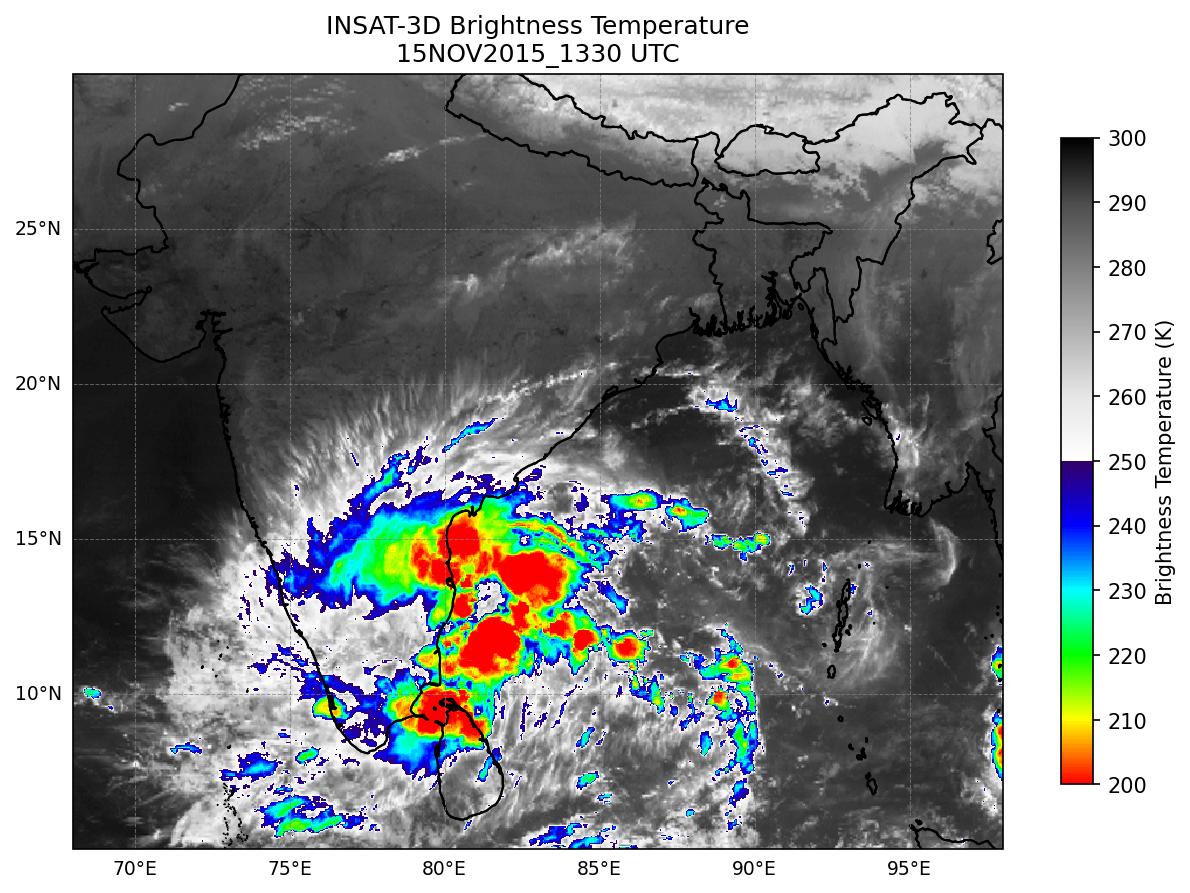 INSAT-3D Brightness Temperature
15NOV2015_1330 UTC
25°N
20°N
15°N
10°N
70°E
75°E
80°E
85°E
90°E
95°E
300
290
280
270
260
250
240
230
220
210
200
Brightness Temperature (K)